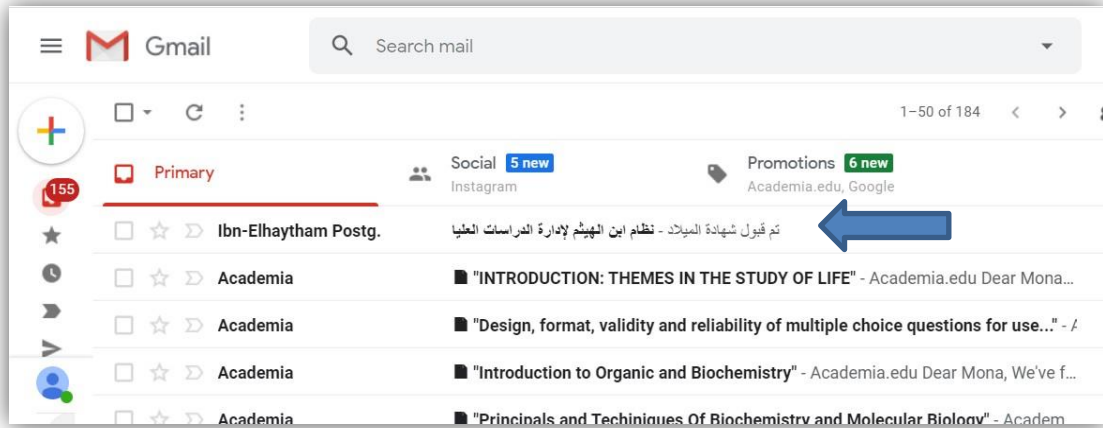 Gmail
Search mail
1–50 of 184
Primary
Social 5 new
Instagram
Promotions 6 new
Academia.edu, Google
155
Ibn-Elhaytham Postg. نظام ابن الهيثم لإدارة الدراسات العليا - تم قبول شهادة الميلاد
Academia "INTRODUCTION: THEMES IN THE STUDY OF LIFE" - Academia.edu Dear Mona...
Academia "Design, format, validity and reliability of multiple choice questions for use..." - A
Academia "Introduction to Organic and Biochemistry" - Academia.edu Dear Mona, We've f...
Academia "Principals and Techiniques Of Biochemistry and Molecular Biology" - Academ